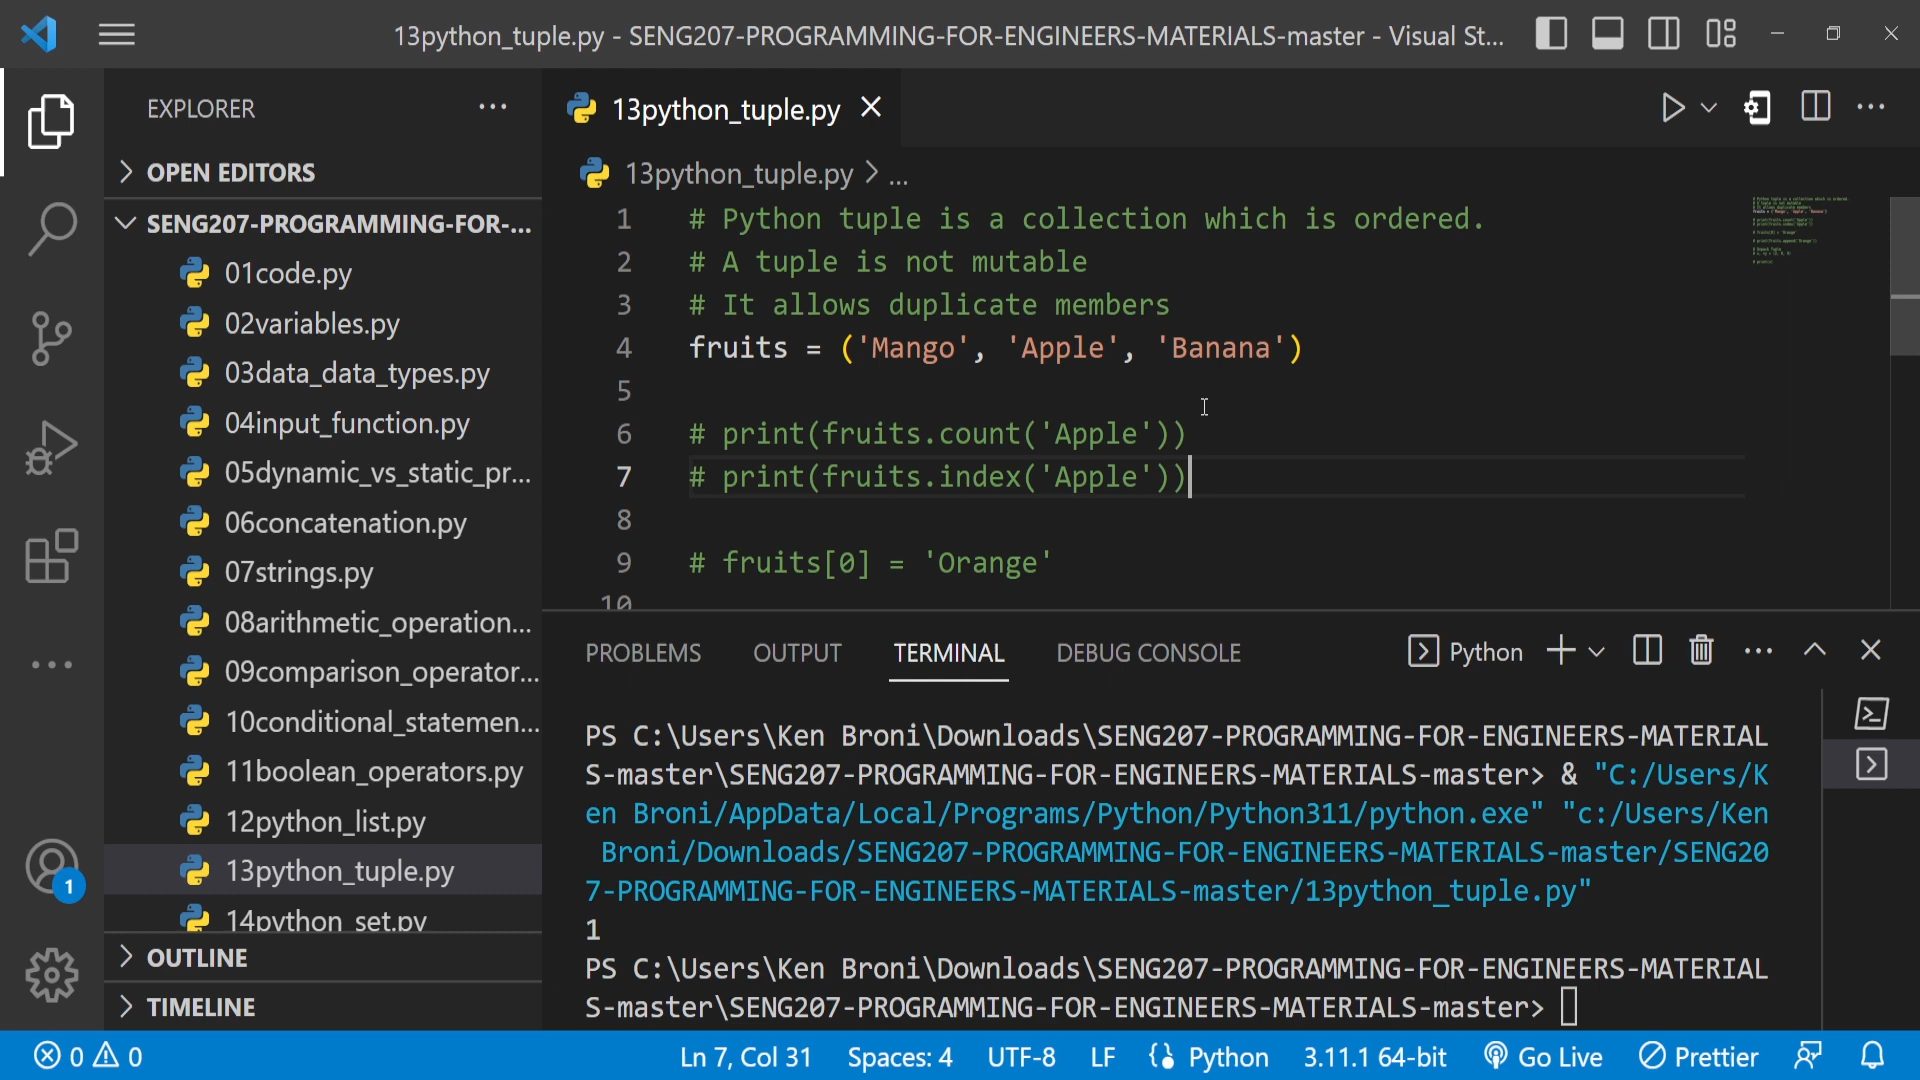 13python_tuple.py - SENG207-PROGRAMMING-FOR-ENGINEERS-MATERIALS-master - Visual St...
EXPLORER
OPEN EDITORS
SENG207-PROGRAMMING-FOR-...
01code.py
02variables.py
03data_data_types.py
04input_function.py
05dynamic_vs_static_pr...
06concatenation.py
07strings.py
08arithmetic_operation...
09comparison_operator...
10conditional_statemen...
11boolean_operators.py
12python_list.py
13python_tuple.py
14python_set.py
OUTLINE
TIMELINE
1
13python_tuple.py
13python_tuple.py > ...
1 # Python tuple is a collection which is ordered.
2 # A tuple is not mutable
3 # It allows duplicate members
4 fruits = ('Mango', 'Apple', 'Banana')
5
6 # print(fruits.count('Apple'))
7 # print(fruits.index('Apple'))
8
9 # fruits[0] = 'Orange'
10
PROBLEMS OUTPUT TERMINAL DEBUG CONSOLE Python
PS C:\Users\Ken Broni\Downloads\SENG207-PROGRAMMING-FOR-ENGINEERS-MATERIAL
S-master\SENG207-PROGRAMMING-FOR-ENGINEERS-MATERIALS-master> & "C:/Users/K
en Broni/AppData/Local/Programs/Python/Python311/python.exe" "c:/Users/Ken
Broni/Downloads/SENG207-PROGRAMMING-FOR-ENGINEERS-MATERIALS-master/SENG20
7-PROGRAMMING-FOR-ENGINEERS-MATERIALS-master/13python_tuple.py"
1
PS C:\Users\Ken Broni\Downloads\SENG207-PROGRAMMING-FOR-ENGINEERS-MATERIAL
S-master\SENG207-PROGRAMMING-FOR-ENGINEERS-MATERIALS-master>
0 0 Ln 7, Col 31 Spaces: 4 UTF-8 LF Python 3.11.1 64-bit Go Live Prettier